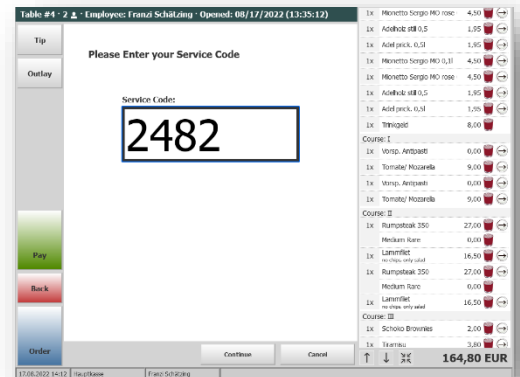 Table #4 · 2 · Employee: Franzi Schätzing · Opened: 08/17/2022 (13:35:12)
Tip
Outlay
Pay
Back
Order
Please Enter your Service Code
Service Code:
2482
Continue
Cancel
1x Monetto Sergio MO rose 4,50
1x Adelholz stil 0,5 1,95
1x Adel prick. 0,5l 1,95
1x Monetto Sergio MO 0,1l 4,50
1x Monetto Sergio MO rose 4,50
1x Adelholz stil 0,5 1,95
1x Adel prick. 0,5l 1,95
1x Trinkgeld 8,00
Course: I
1x Vorsp. Antipasti 0,00
1x Tomate/ Mozarella 9,00
1x Vorsp. Antipasti 0,00
1x Tomate/ Mozarella 9,00
Course: II
1x Rumpsteak 350 27,00
Medium Rare 0,00
1x Lammfilet 16,50
no chips, only salad
1x Rumpsteak 350 27,00
Medium Rare 0,00
1x Lammfilet 16,50
no chips, only salad
Course: III
1x Schoko Brownies 2,00
1x Tiramisu 3,80
164,80 EUR
17.08.2022 14:12 Hauptkasse Franzi Schätzing